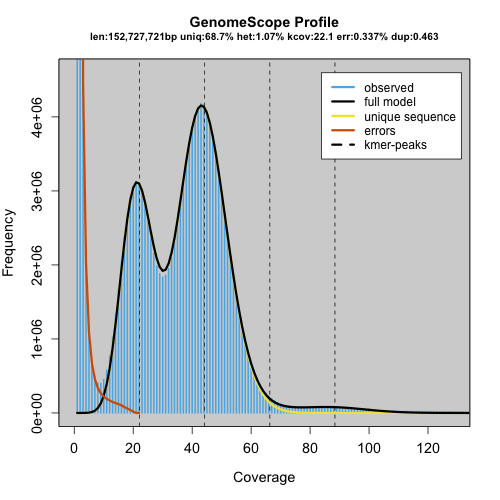 GenomeScope Profile
len:152,727,721bp uniq:68.7% het:1.07% kcov:22.1 err:0.337% dup:0.463
observed
full model
unique sequence
errors
kmer-peaks
Frequency
4e+06
3e+06
2e+06
1e+06
0e+00
0 20 40 60 80 100 120
Coverage